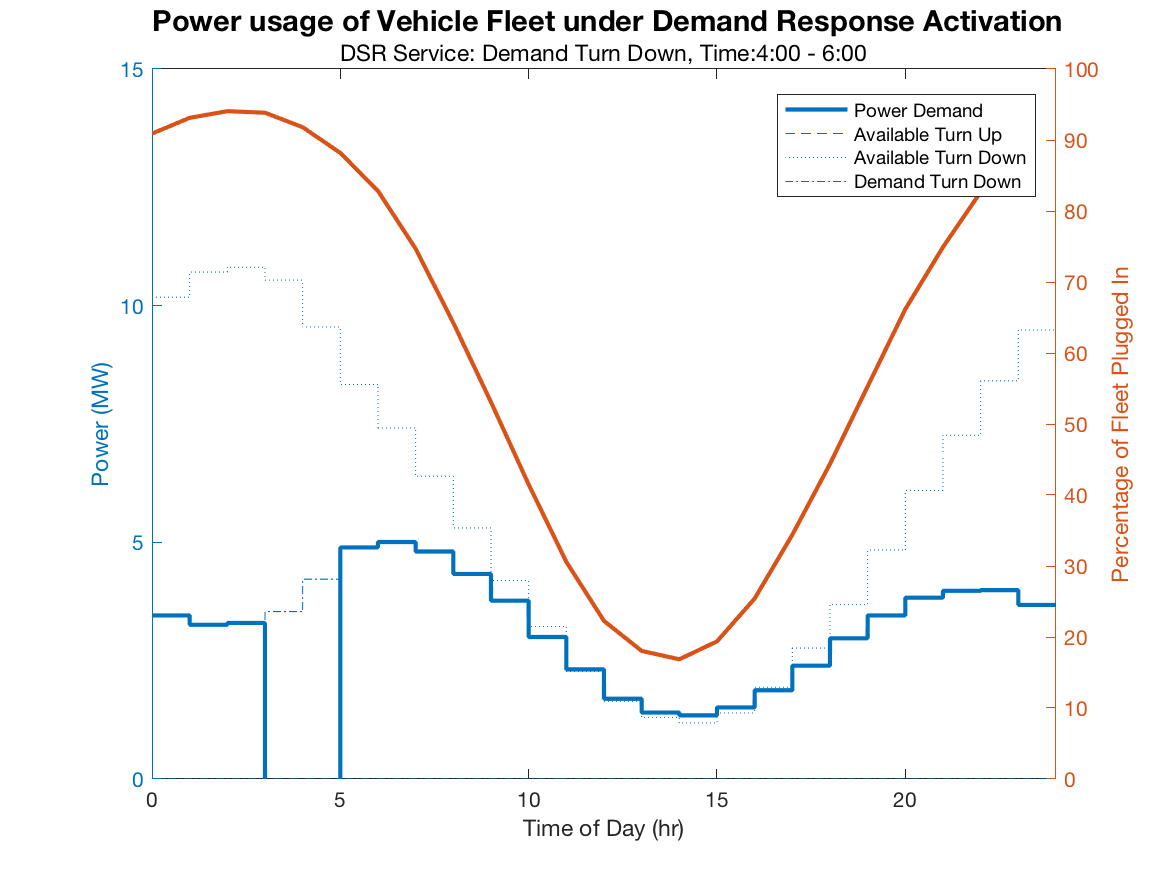 Power usage of Vehicle Fleet under Demand Response Activation
DSR Service: Demand Turn Down, Time:4:00 - 6:00
Power Demand
Available Turn Up
Available Turn Down
Demand Turn Down
15
10
5
0
Power (MW)
100
90
80
70
60
50
40
30
20
10
0
Percentage of Fleet Plugged In
0
5
10
15
20
Time of Day (hr)